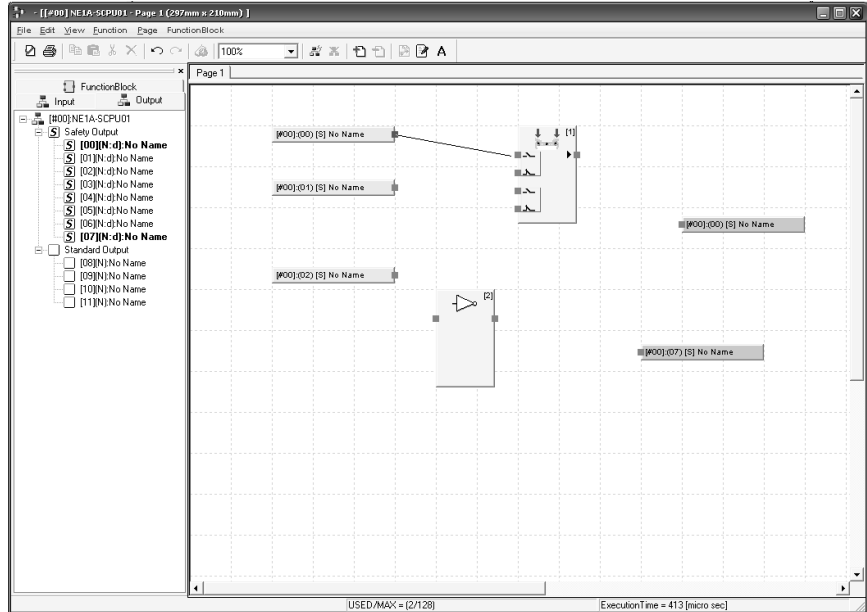 - [[#00] NE1A-SCPU01 - Page 1 (297mm x 210mm) ]
File Edit View Function Page FunctionBlock
100%
A
Page 1
FunctionBlock
Input Output
[#00]:NE1A-SCPU01
S Safety Output
S [00][N:d]:No Name
S [01][N:d]:No Name
S [02][N:d]:No Name
S [03][N:d]:No Name
S [04][N:d]:No Name
S [05][N:d]:No Name
S [06][N:d]:No Name
S [07][N:d]:No Name
Standard Output
[08][N]:No Name
[09][N]:No Name
[10][N]:No Name
[11][N]:No Name
[#00]:(00) [S] No Name
[1]
[#00]:(01) [S] No Name
[#00]:(00) [S] No Name
[#00]:(02) [S] No Name
[2]
[#00]:(07) [S] No Name
USED/MAX = (2/128)
ExecutionTime = 413 [micro sec]